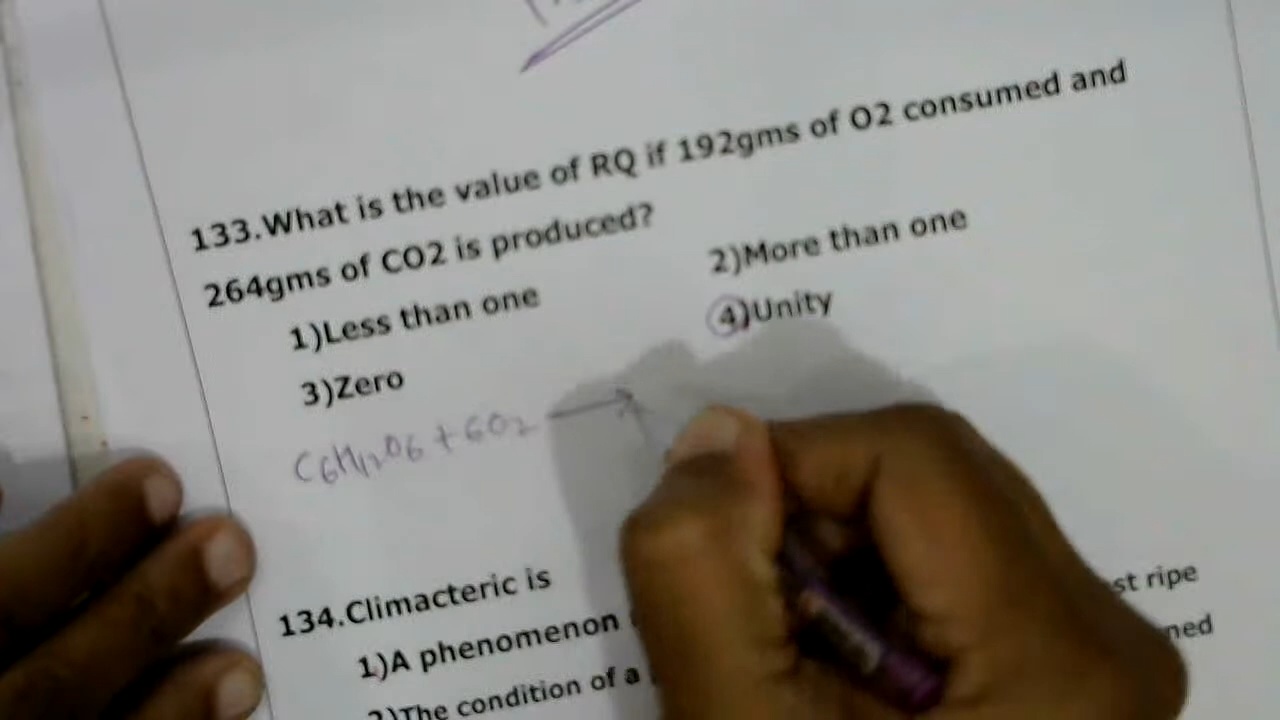 133.What is the value of RQ if 192gms of O2 consumed and
264gms of CO2 is produced?
1)Less than one 2)More than one
3)Zero 4)Unity
C6H12O6 + 6O2 →
134.Climacteric is
1)A phenomenon st ripe
2)The condition of a ned